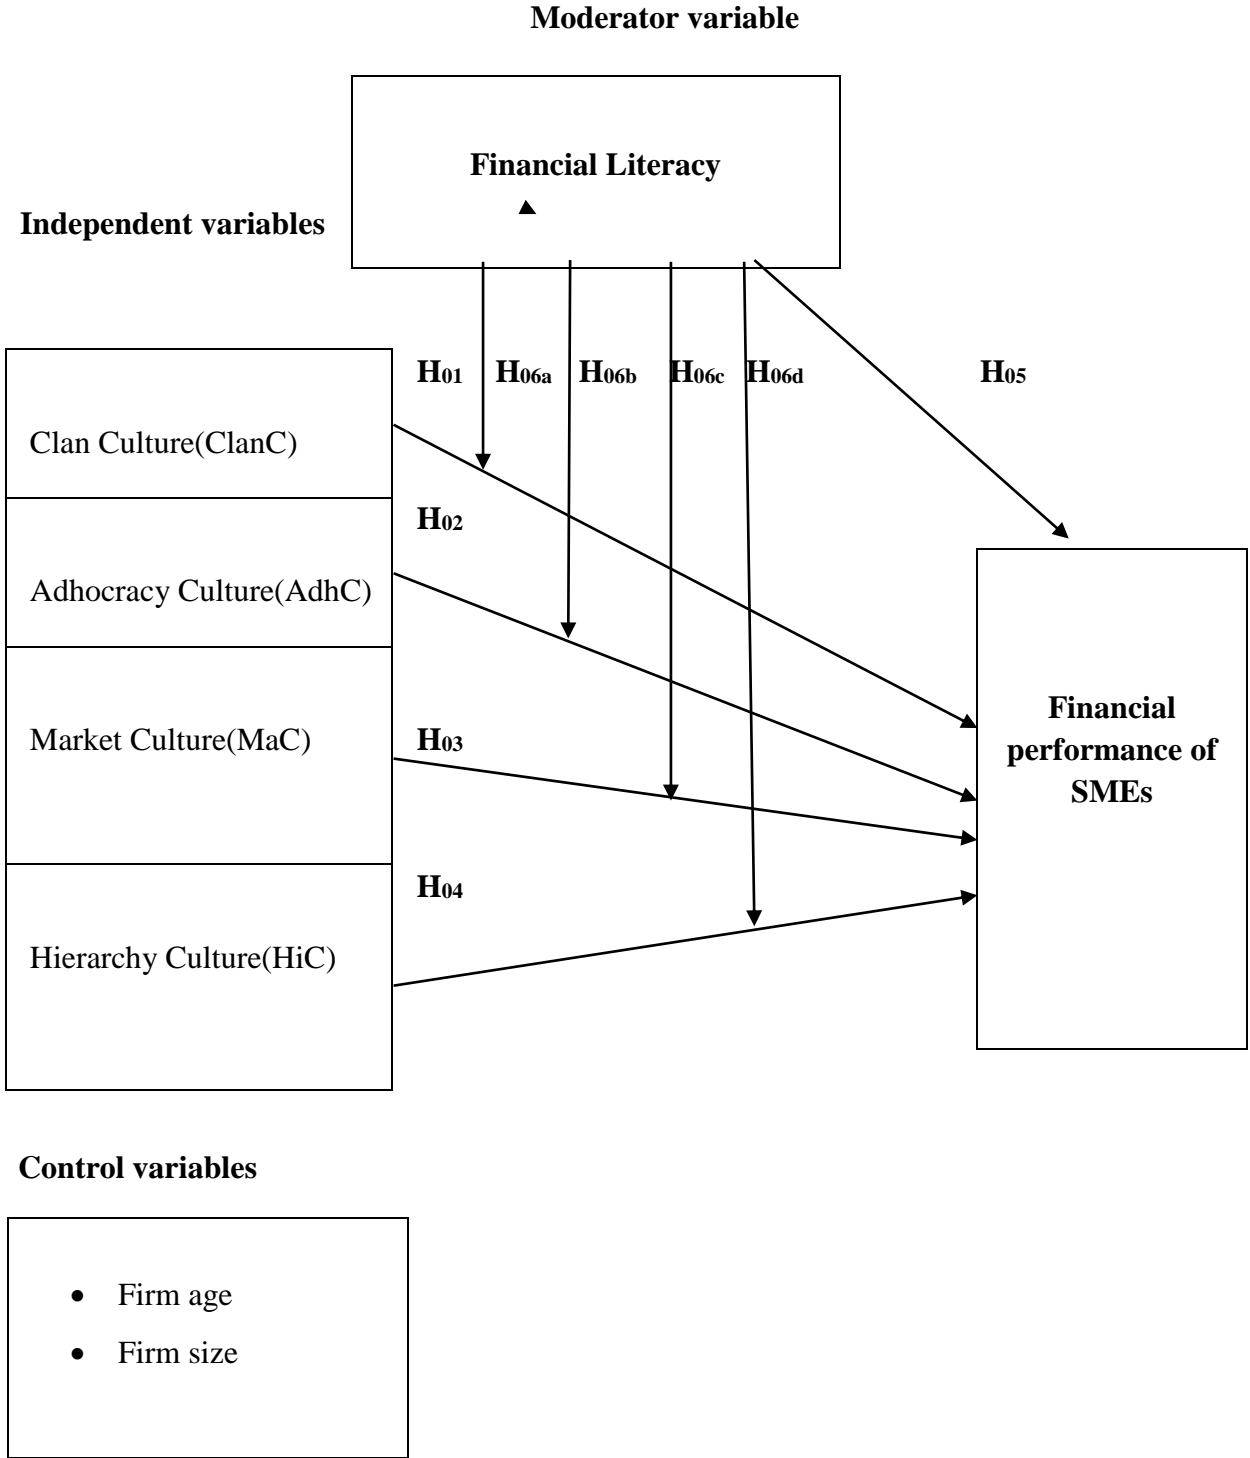 Moderator variable
Financial Literacy
Independent variables
H01 H06a H06b H06c H06d H05
Clan Culture(ClanC)
H02
Adhocracy Culture(AdhC)
Market Culture(MaC)
H03
Financial
performance of
SMEs
H04
Hierarchy Culture(HiC)
Control variables
• Firm age
• Firm size